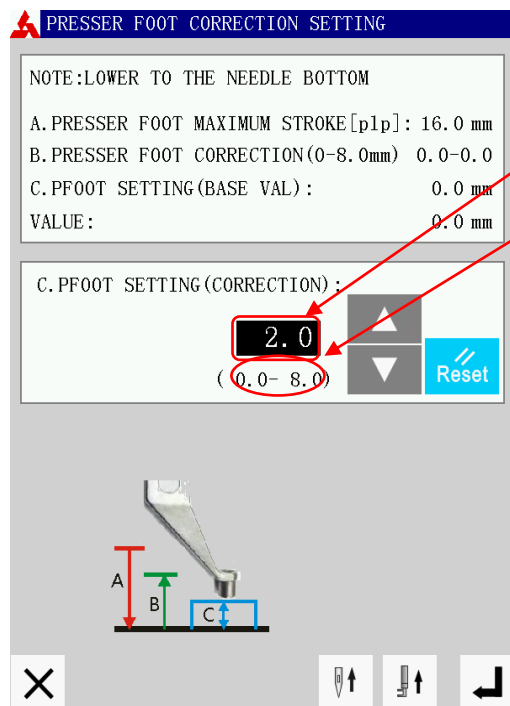 PRESSER FOOT CORRECTION SETTING
NOTE:LOWER TO THE NEEDLE BOTTOM
A.PRESSER FOOT MAXIMUM STROKE[plp]: 16.0 mm
B.PRESSER FOOT CORRECTION(0-8.0mm) 0.0-0.0
C.PFOOT SETTING(BASE VAL): 0.0 mm
VALUE: 0.0 mm
C.PFOOT SETTING(CORRECTION):
2.0
( 0.0- 8.0)
Reset
A
B
C